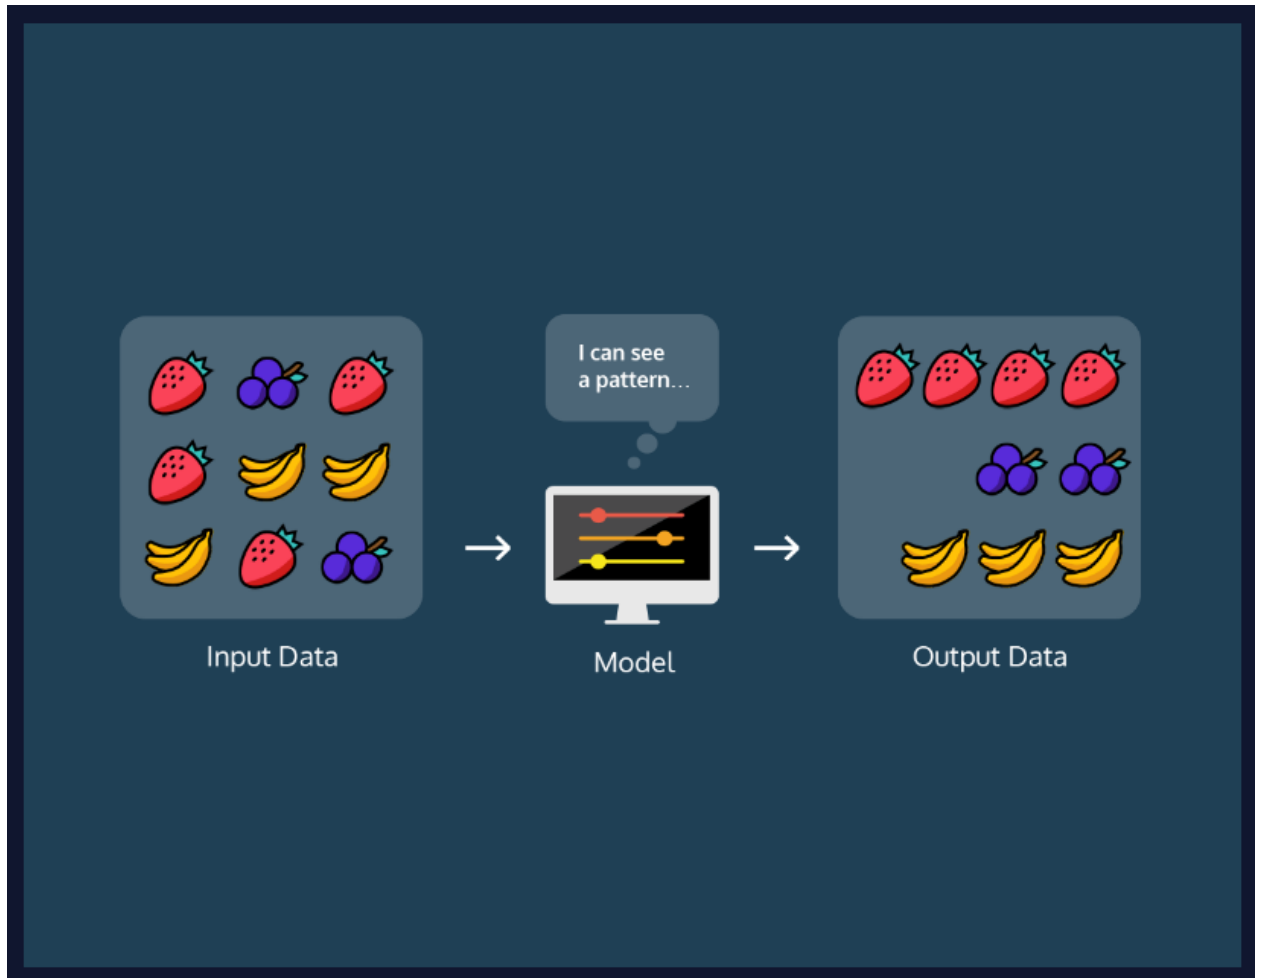 I can see
a pattern...
Input Data
Model
Output Data